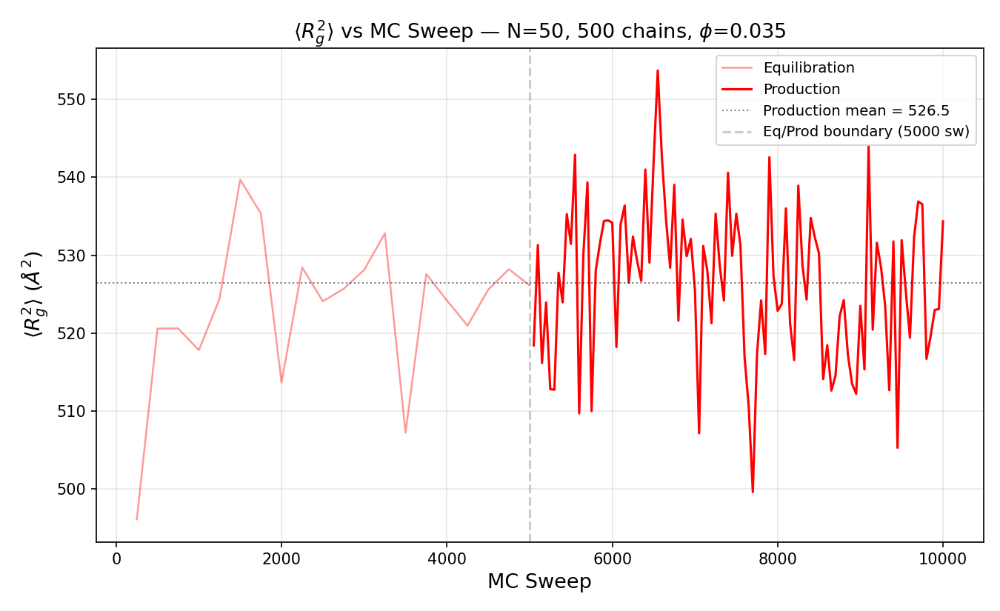 ⟨R_g^2⟩ vs MC Sweep — N=50, 500 chains, ϕ=0.035
⟨R_g^2⟩ (Å^2)
550
540
530
520
510
500
Equilibration
Production
Production mean = 526.5
Eq/Prod boundary (5000 sw)
0 2000 4000 6000 8000 10000
MC Sweep